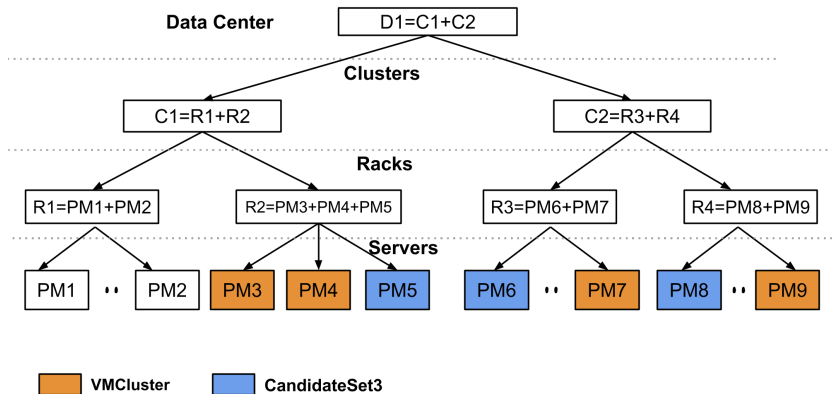 Data Center
D1=C1+C2
Clusters
C1=R1+R2
C2=R3+R4
Racks
R1=PM1+PM2
R2=PM3+PM4+PM5
R3=PM6+PM7
R4=PM8+PM9
Servers
PM1
PM2
PM3
PM4
PM5
PM6
PM7
PM8
PM9
VMCluster
CandidateSet3